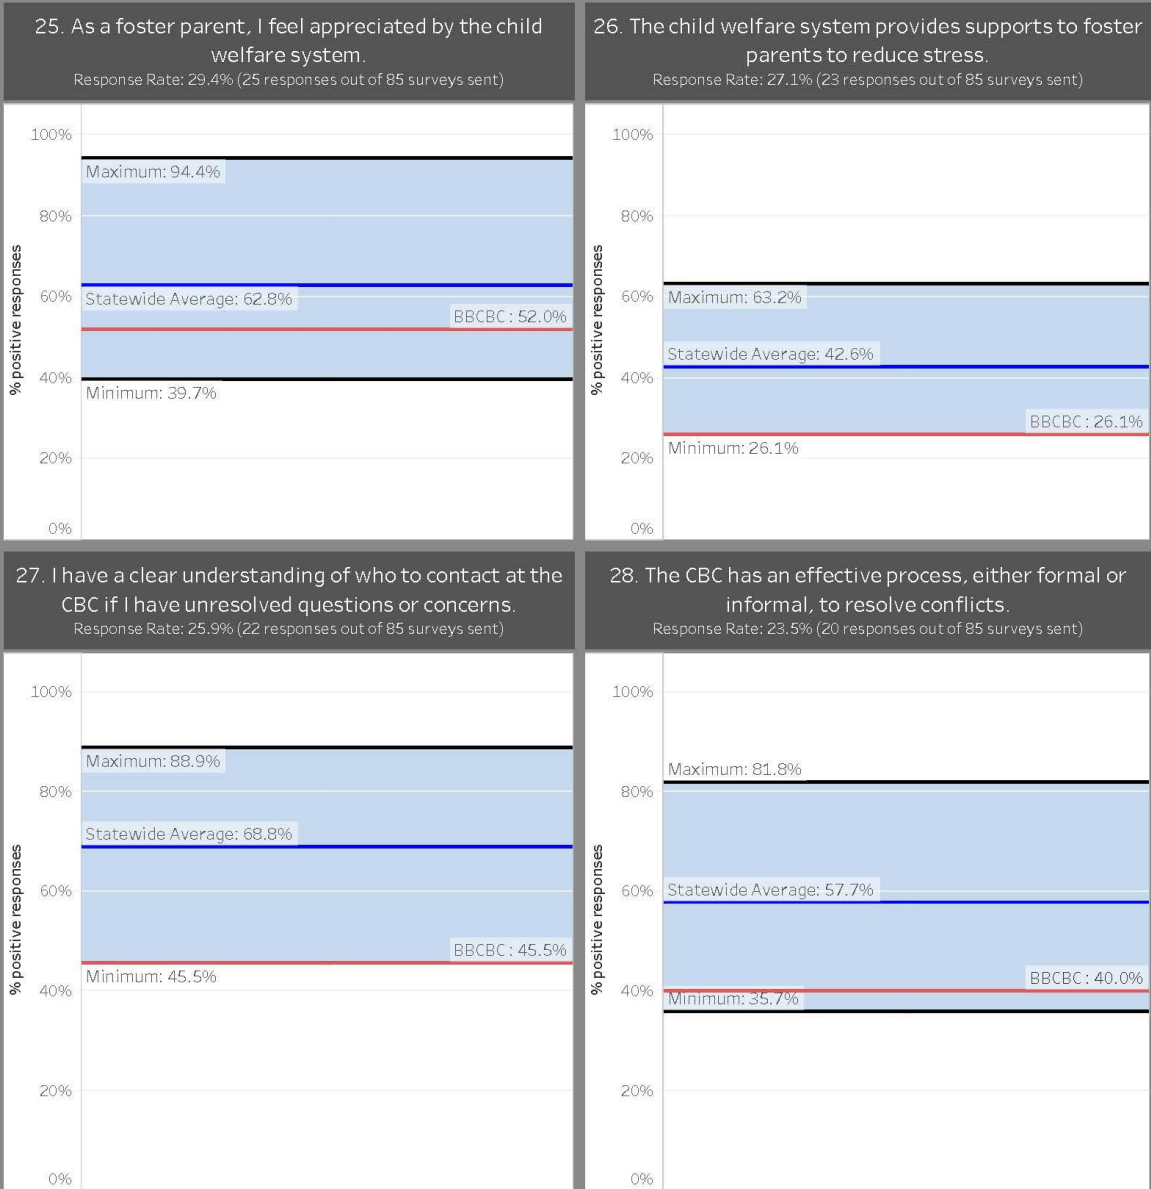 25. As a foster parent, I feel appreciated by the child
welfare system.
Response Rate: 29.4% (25 responses out of 85 surveys sent)
% positive responses
100%
Maximum: 94.4%
80%
60%
Statewide Average: 62.8%
BBCBC : 52.0%
40%
Minimum: 39.7%
20%
0%
26. The child welfare system provides supports to foster
parents to reduce stress.
Response Rate: 27.1% (23 responses out of 85 surveys sent)
% positive responses
100%
80%
60%
Maximum: 63.2%
Statewide Average: 42.6%
40%
BBCBC : 26.1%
Minimum: 26.1%
20%
0%
27. I have a clear understanding of who to contact at the
CBC if I have unresolved questions or concerns.
Response Rate: 25.9% (22 responses out of 85 surveys sent)
% positive responses
100%
Maximum: 88.9%
80%
Statewide Average: 68.8%
60%
BBCBC : 45.5%
Minimum: 45.5%
40%
20%
0%
28. The CBC has an effective process, either formal or
informal, to resolve conflicts.
Response Rate: 23.5% (20 responses out of 85 surveys sent)
% positive responses
100%
Maximum: 81.8%
80%
60%
Statewide Average: 57.7%
BBCBC : 40.0%
40%
Minimum: 35.7%
20%
0%